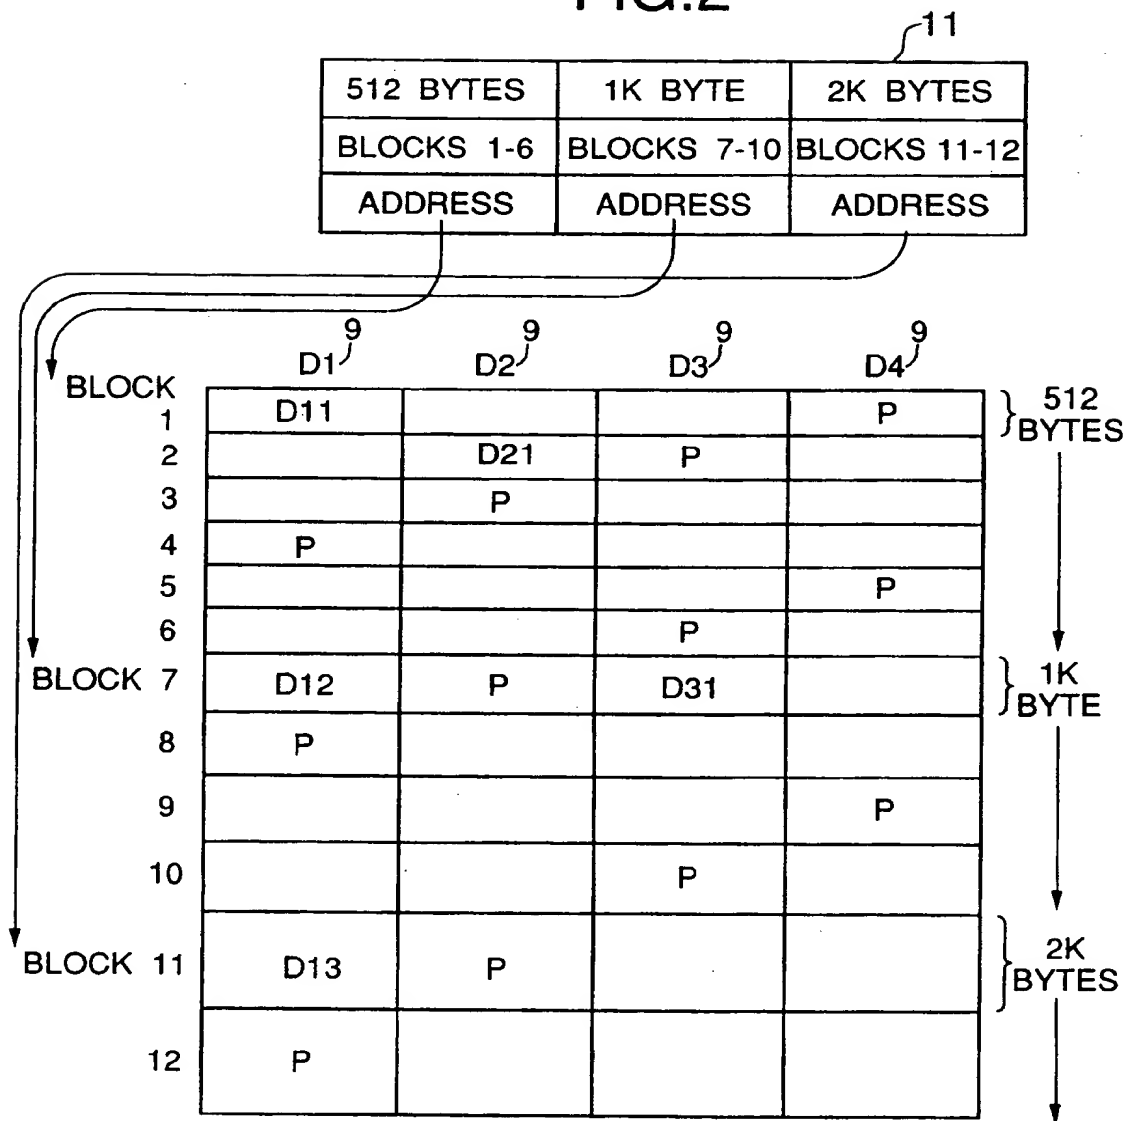 FIG.2
11
512 BYTES 1K BYTE 2K BYTES
BLOCKS 1-6 BLOCKS 7-10 BLOCKS 11-12
ADDRESS ADDRESS ADDRESS
9 9 9 9
D1 D2 D3 D4
BLOCK
1 D11 P 512 BYTES
2 D21 P
3 P
4 P
5 P
6 P
BLOCK 7 D12 P D31 1K BYTE
8 P
9 P
10 P
BLOCK 11 D13 P 2K BYTES
12 P